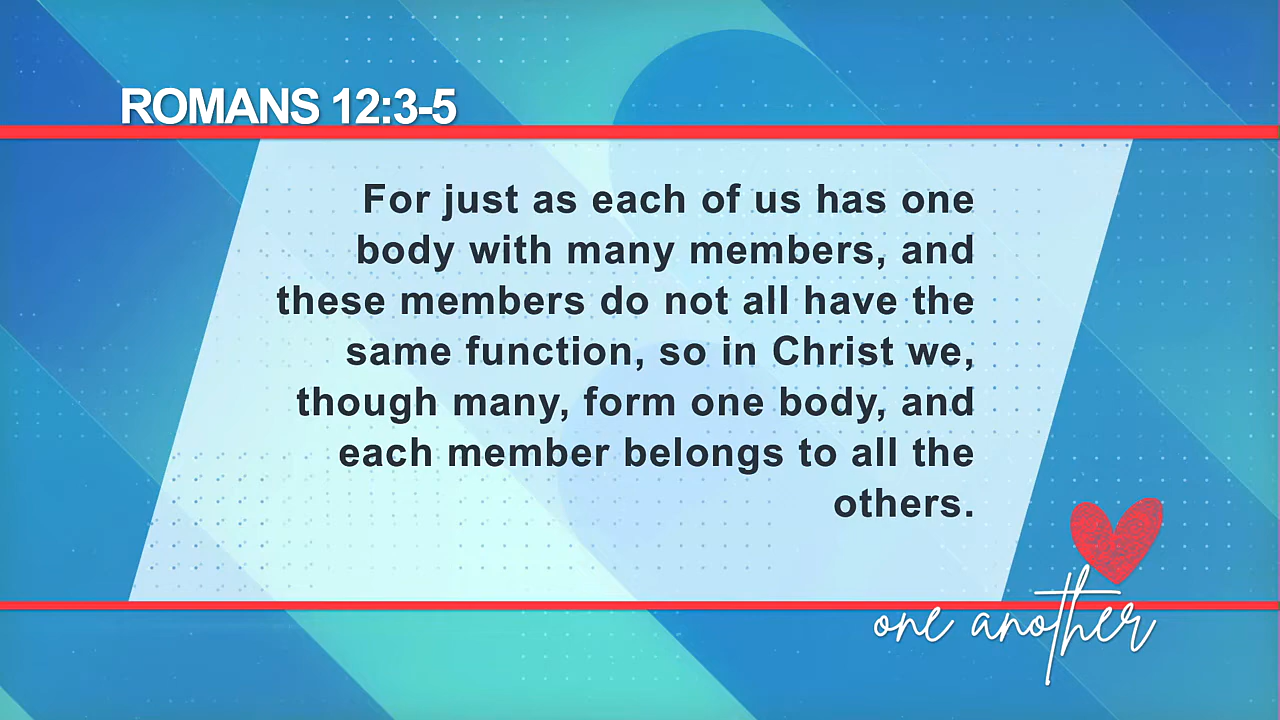 ROMANS 12:3-5
For just as each of us has one
body with many members, and
these members do not all have the
same function, so in Christ we,
though many, form one body, and
each member belongs to all the
others.
one another